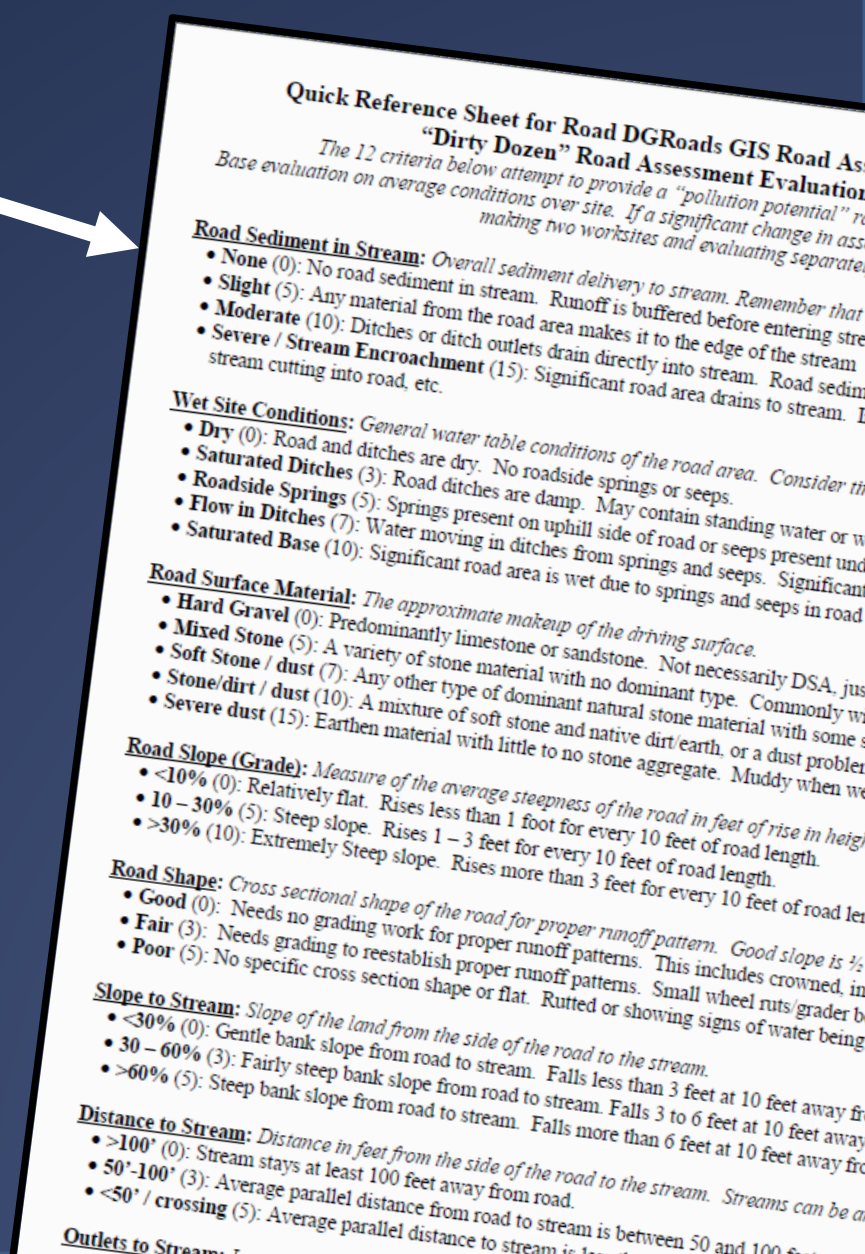 Quick Reference Sheet for Road DGRoads GIS Road
“Dirty Dozen” Road Assessment Evaluation
The 12 criteria below attempt to provide a “pollution potential”
Base evaluation on average conditions over site. If a significant change in
making two worksites and evaluating
Road Sediment in Stream: Overall sediment delivery to stream. Remember that
• None (0): No road sediment in stream. Runoff is buffered before entering
• Slight (5): Any material from the road area makes it to the edge of the stream
• Moderate (10): Ditches or ditch outlets drain directly into stream. Road
• Severe / Stream Encroachment (15): Significant road area drains to stream.
stream cutting into road, etc.
Wet Site Conditions: General water table conditions of the road area. Consider
• Dry (0): Road and ditches are dry. No roadside springs or seeps.
• Saturated Ditches (3): Road ditches are damp. May contain standing water or
• Roadside Springs (5): Springs present on uphill side of road or seeps present
• Flow in Ditches (7): Water moving in ditches from springs and seeps. Significant
• Saturated Base (10): Significant road area is wet due to springs and seeps in road
Road Surface Material: The approximate makeup of the driving surface.
• Hard Gravel (0): Predominantly limestone or sandstone. Not necessarily DSA,
• Mixed Stone (5): A variety of stone material with no dominant type. Commonly
• Soft Stone / dust (7): Any other type of dominant natural stone material with some
• Stone/dirt / dust (10): A mixture of soft stone and native dirt/earth, or a dust
• Severe dust (15): Earthen material with little to no stone aggregate. Muddy when
Road Slope (Grade): Measure of the average steepness of the road in feet of rise in
• <10% (0): Relatively flat. Rises less than 1 foot for every 10 feet of road length.
• 10 – 30% (5): Steep slope. Rises 1 – 3 feet for every 10 feet of road length.
• >30% (10): Extremely Steep slope. Rises more than 3 feet for every 10 feet of road
Road Shape: Cross sectional shape of the road for proper runoff pattern. Good slope is ½
• Good (0): Needs no grading work for proper runoff patterns. This includes crowned,
• Fair (3): Needs grading to reestablish proper runoff patterns. Small wheel ruts/grader
• Poor (5): No specific cross section shape or flat. Rutted or showing signs of water being
Slope to Stream: Slope of the land from the side of the road to the stream.
• <30% (0): Gentle bank slope from road to stream. Falls less than 3 feet at 10 feet away
• 30 – 60% (3): Fairly steep bank slope from road to stream. Falls 3 to 6 feet at 10 feet away
• >60% (5): Steep bank slope from road to stream. Falls more than 6 feet at 10 feet away
Distance to Stream: Distance in feet from the side of the road to the stream. Streams can be
• >100’ (0): Stream stays at least 100 feet away from road.
• 50’-100’ (3): Average parallel distance from road to stream is between 50 and 100
• <50’ / crossing (5): Average parallel distance to stream is
Outlets to Stream: